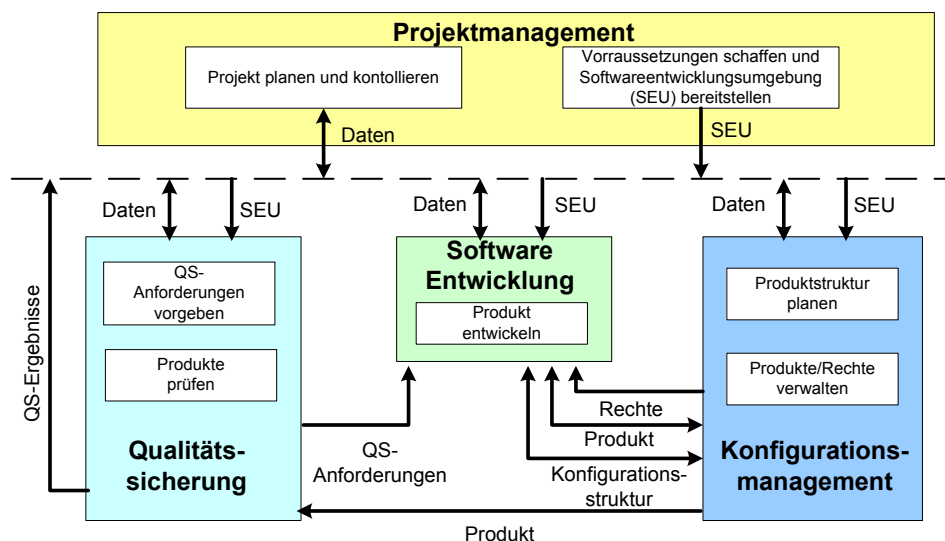 Projektmanagement
Projekt planen und kontollieren
Vorraussetzungen schaffen und
Softwareentwicklungsumgebung
(SEU) bereitstellen
Daten
SEU
Daten
SEU
Daten
SEU
Daten
SEU
QS-Ergebnisse
QS-
Anforderungen
vorgeben
Produkte
prüfen
Qualitäts-
sicherung
Software
Entwicklung
Produkt
entwickeln
Produktstruktur
planen
Produkte/Rechte
verwalten
Konfigurations-
management
QS-
Anforderungen
Rechte
Produkt
Konfigurations-
struktur
Produkt